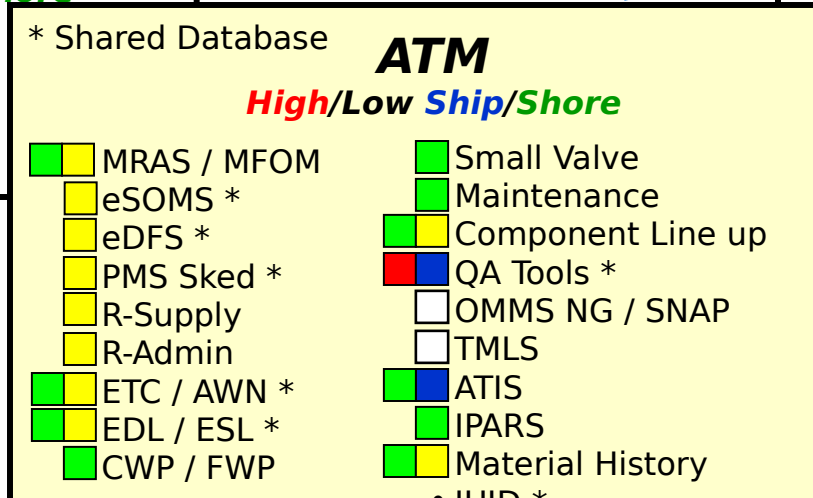 * Shared Database
ATM
High/Low Ship/Shore
MRAS / MFOM
eSOMS *
eDFS *
PMS Sked *
R-Supply
R-Admin
ETC / AWN *
EDL / ESL *
CWP / FWP
Small Valve
Maintenance
Component Line up
QA Tools *
OMMS NG / SNAP
TMLS
ATIS
IPARS
Material History